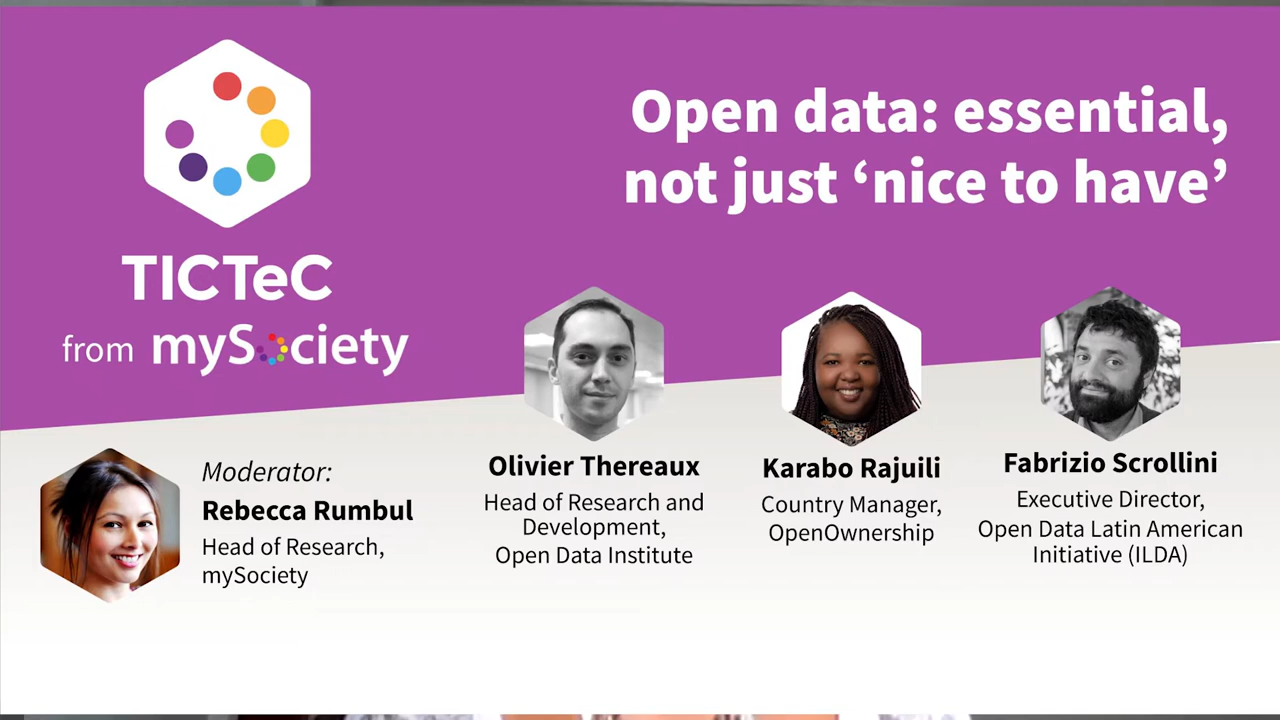 Open data: essential,
not just ‘nice to have’
TICTeC
from mySociety
Moderator:
Rebecca Rumbul
Head of Research,
mySociety
Olivier Thereaux
Head of Research and
Development,
Open Data Institute
Karabo Rajuili
Country Manager,
OpenOwnership
Fabrizio Scrollini
Executive Director,
Open Data Latin American
Initiative (ILDA)